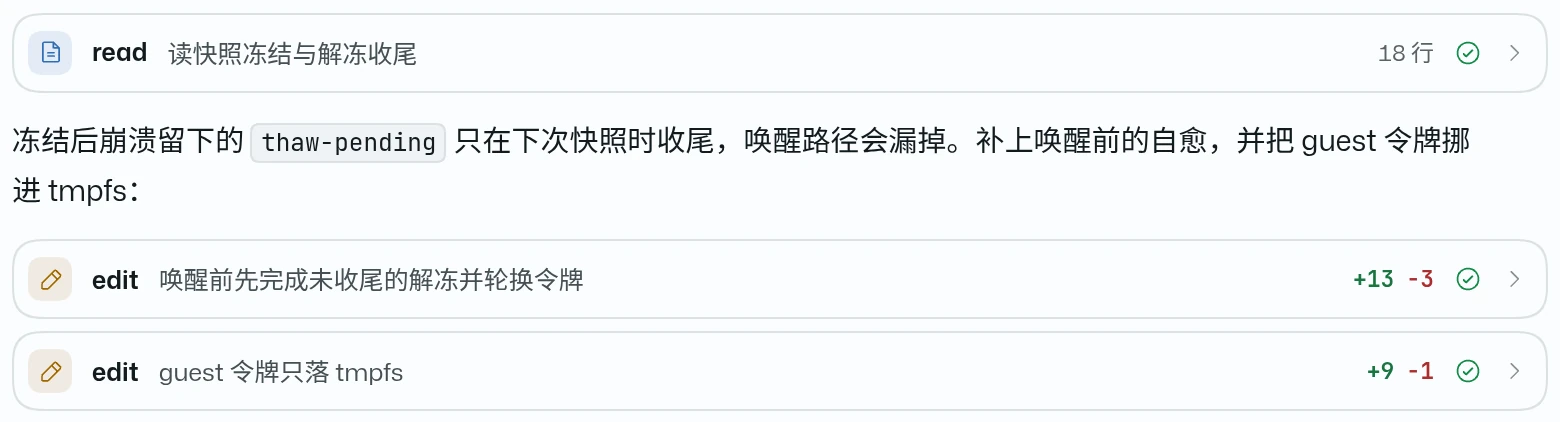 read 读快照冻结与解冻收尾 18 行
冻结后崩溃留下的 thaw-pending 只在下次快照时收尾，唤醒路径会漏掉。补上唤醒前的自愈，并把 guest 令牌挪
进 tmpfs：
edit 唤醒前先完成未收尾的解冻并轮换令牌 +13 -3
edit guest 令牌只落 tmpfs +9 -1